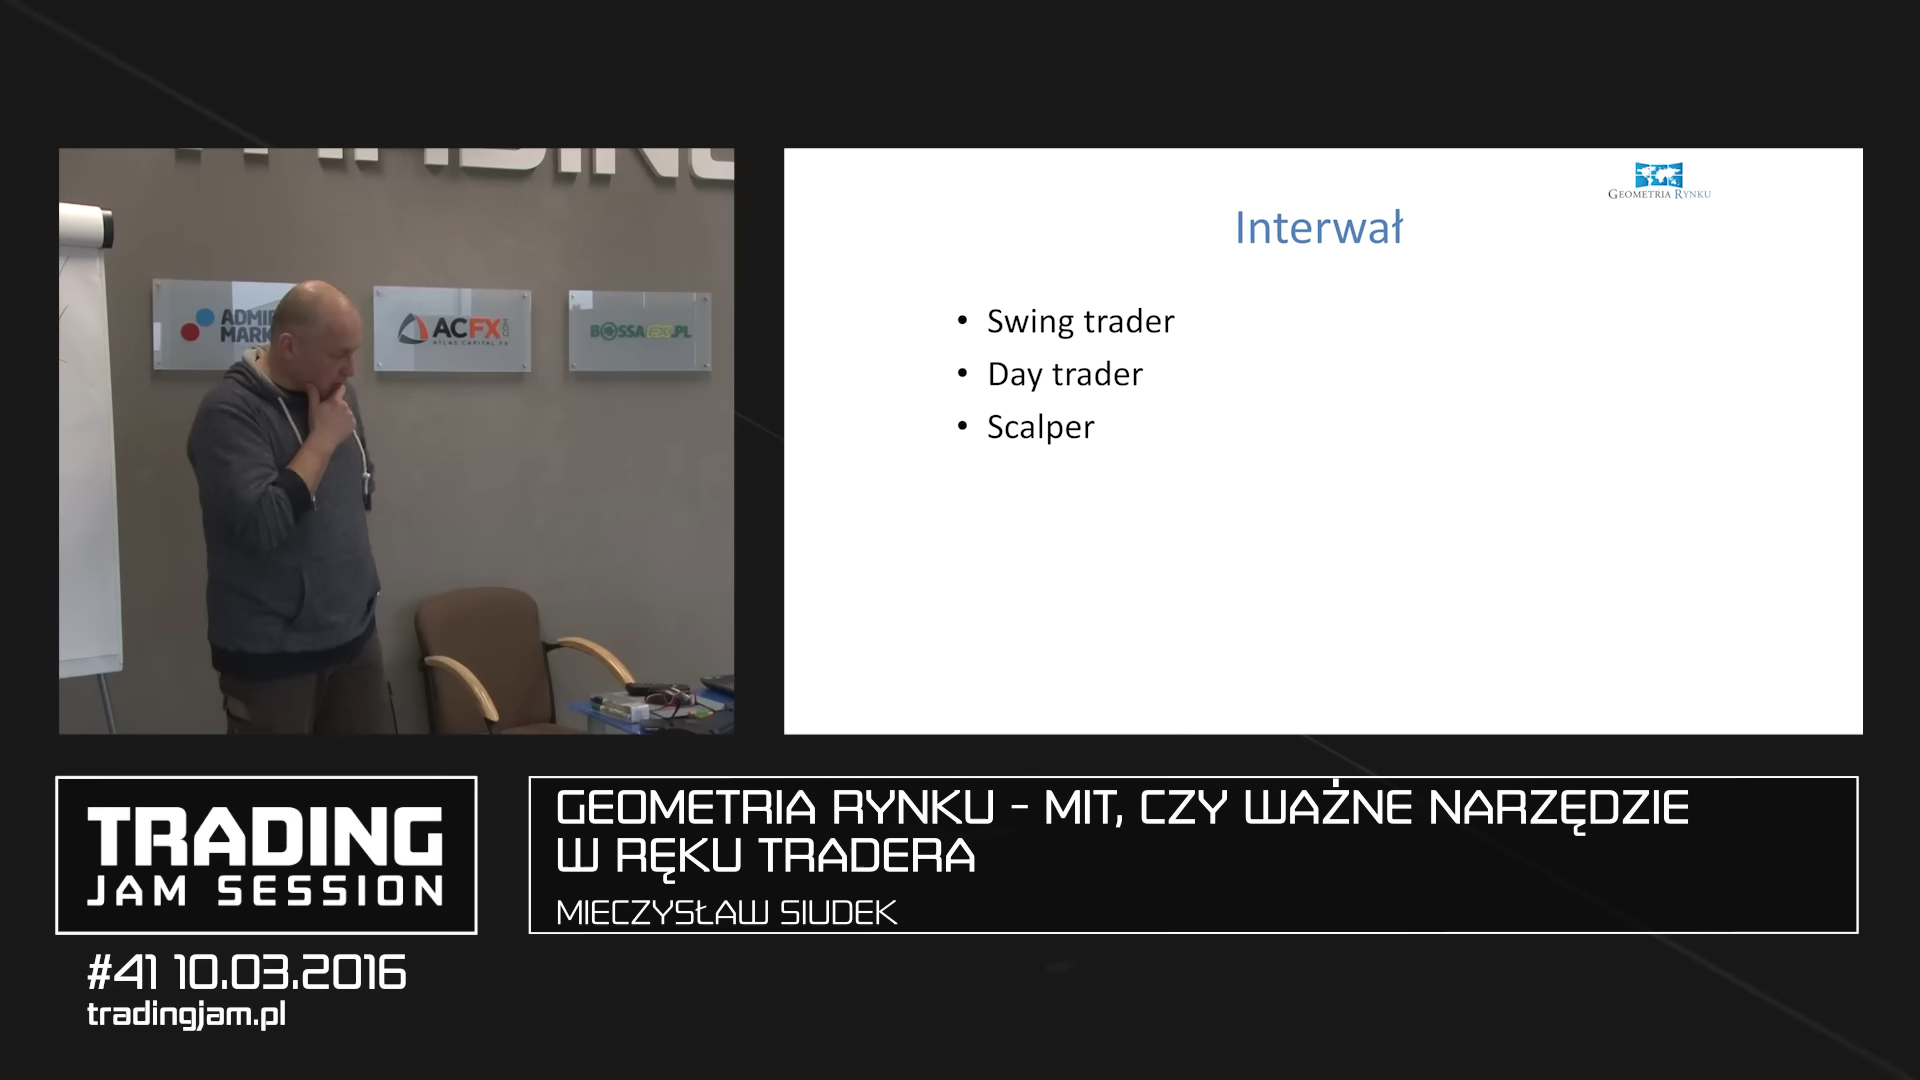 ACFX
ATLAS CAPITAL FX
BOSSAFX.PL
GEOMETRIA RYNKU
Interwał
• Swing trader
• Day trader
• Scalper
TRADING
JAM SESSION
GEOMETRIA RYNKU - MIT, CZY WAŻNE NARZĘDZIE
W RĘKU TRADERA
MIECZYSŁAW SIUDEK
#41 10.03.2016
tradingjam.pl